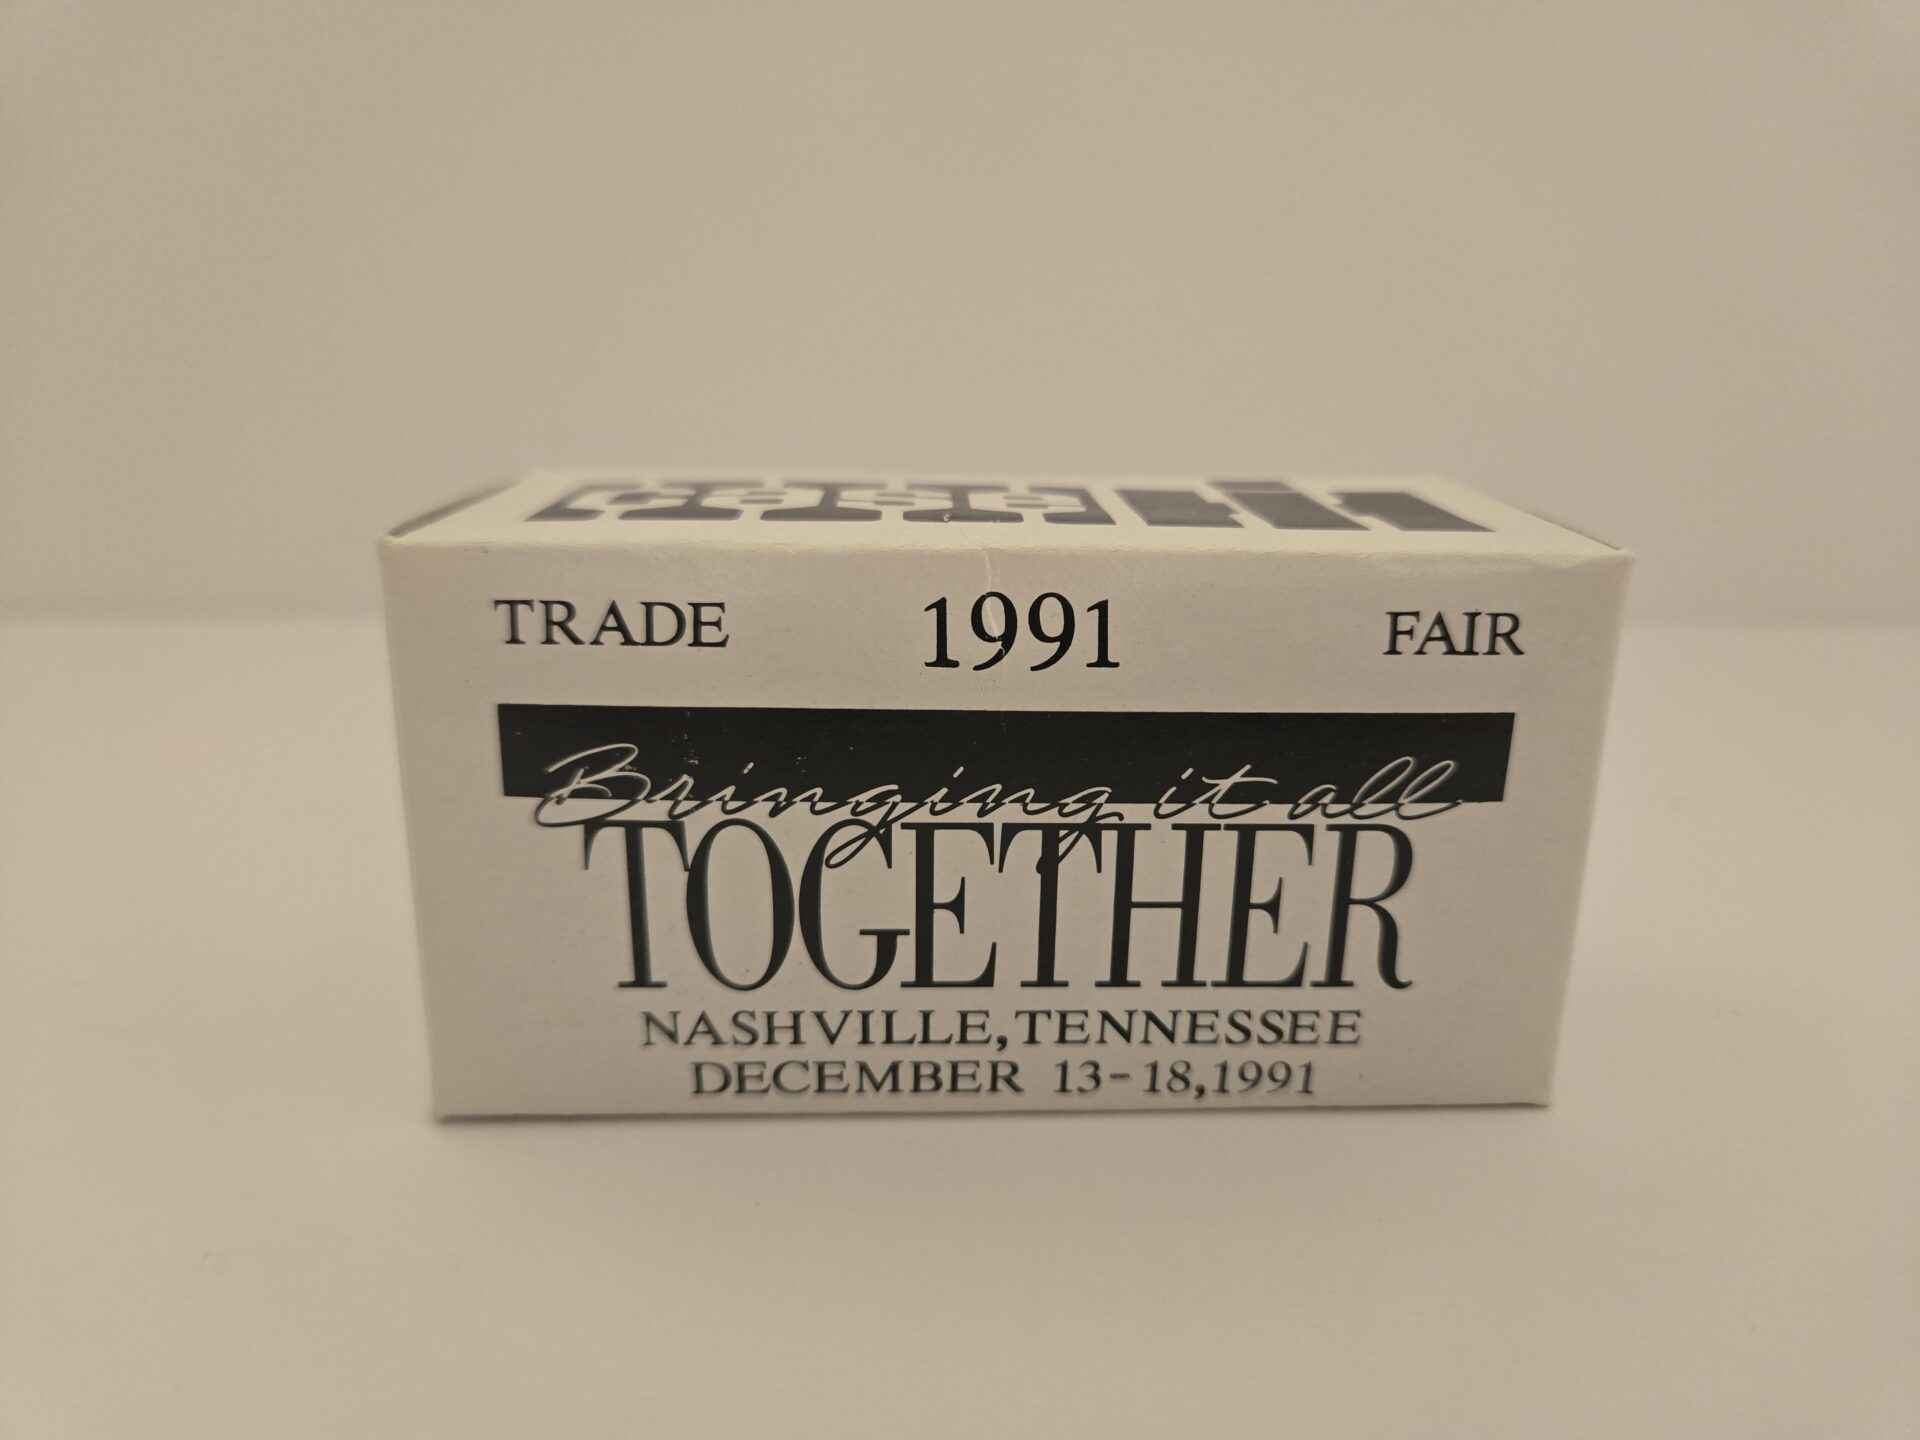 TRADE 1991 FAIR
Bringing it all
TOGETHER
NASHVILLE,TENNESSEE
DECEMBER 13-18,1991